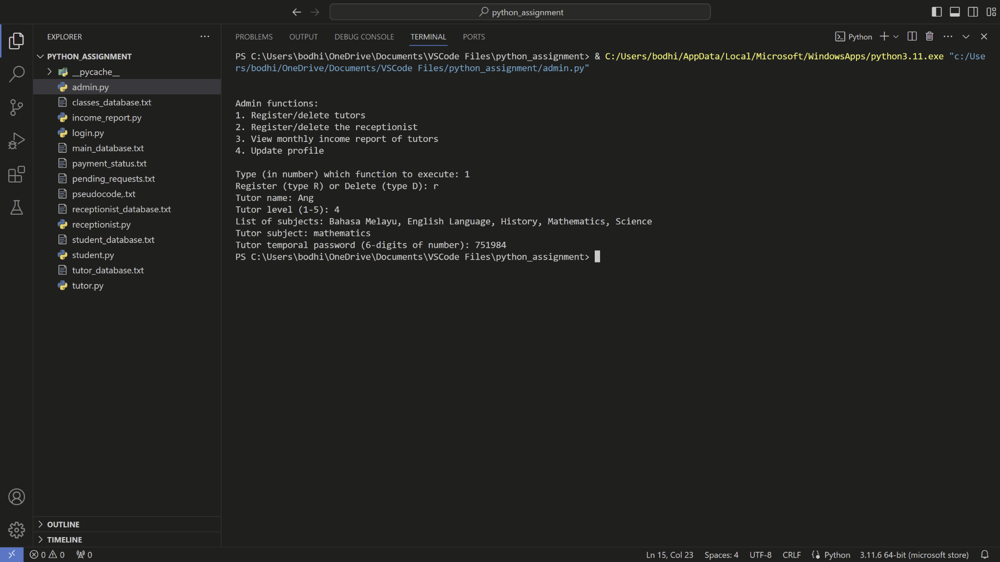 python_assignment
EXPLORER
PYTHON_ASSIGNMENT
__pycache__
admin.py
classes_database.txt
income_report.py
login.py
main_database.txt
payment_status.txt
pending_requests.txt
pseudocode,.txt
receptionist_database.txt
receptionist.py
student_database.txt
student.py
tutor_database.txt
tutor.py
OUTLINE
TIMELINE
PROBLEMS OUTPUT DEBUG CONSOLE TERMINAL PORTS
Python
PS C:\Users\bodhi\OneDrive\Documents\VSCode Files\python_assignment> & C:/Users/bodhi/AppData/Local/Microsoft/WindowsApps/python3.11.exe "c:/Use
rs/bodhi/OneDrive/Documents/VSCode Files/python_assignment/admin.py"
Admin functions:
1. Register/delete tutors
2. Register/delete the receptionist
3. View monthly income report of tutors
4. Update profile
Type (in number) which function to execute: 1
Register (type R) or Delete (type D): r
Tutor name: Ang
Tutor level (1-5): 4
List of subjects: Bahasa Melayu, English Language, History, Mathematics, Science
Tutor subject: mathematics
Tutor temporal password (6-digits of number): 751984
PS C:\Users\bodhi\OneDrive\Documents\VSCode Files\python_assignment>
0 0 0
Ln 15, Col 23 Spaces: 4 UTF-8 CRLF Python 3.11.6 64-bit (microsoft store)